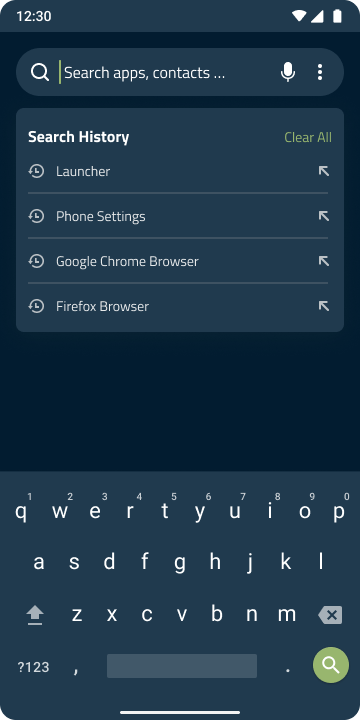 12:30
Search apps, contacts ...
Search History Clear All
Launcher
Phone Settings
Google Chrome Browser
Firefox Browser
1 2 3 4 5 6 7 8 9 0
q w e r t y u i o p
a s d f g h j k l
z x c v b n m
?123 , .